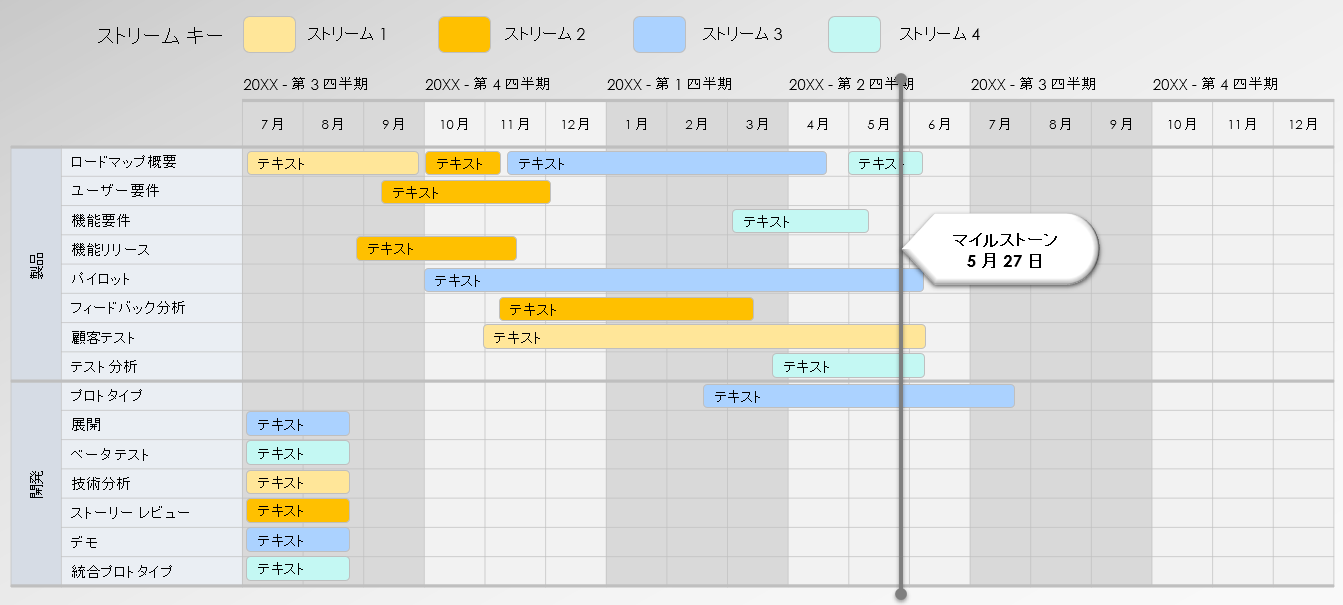 ストリーム キー ストリーム 1 ストリーム 2 ストリーム 3 ストリーム 4
20XX - 第 3 四半期 20XX - 第 4 四半期 20XX - 第 1 四半期 20XX - 第 2 四半期 20XX - 第 3 四半期 20XX - 第 4 四半期
7 月 8 月 9 月 10 月 11 月 12 月 1 月 2 月 3 月 4 月 5 月 6 月 7 月 8 月 9 月 10 月 11 月 12 月
製品
ロードマップ概要 テキスト テキスト テキスト テキスト
ユーザー要件 テキスト
機能要件 テキスト
機能リリース テキスト
マイルストーン
5 月 27 日
パイロット テキスト
フィードバック分析 テキスト
顧客テスト テキスト
テスト分析 テキスト
開発
プロトタイプ テキスト
展開 テキスト
ベータテスト テキスト
技術分析 テキスト
ストーリー レビュー テキスト
デモ テキスト
統合プロトタイプ テキスト